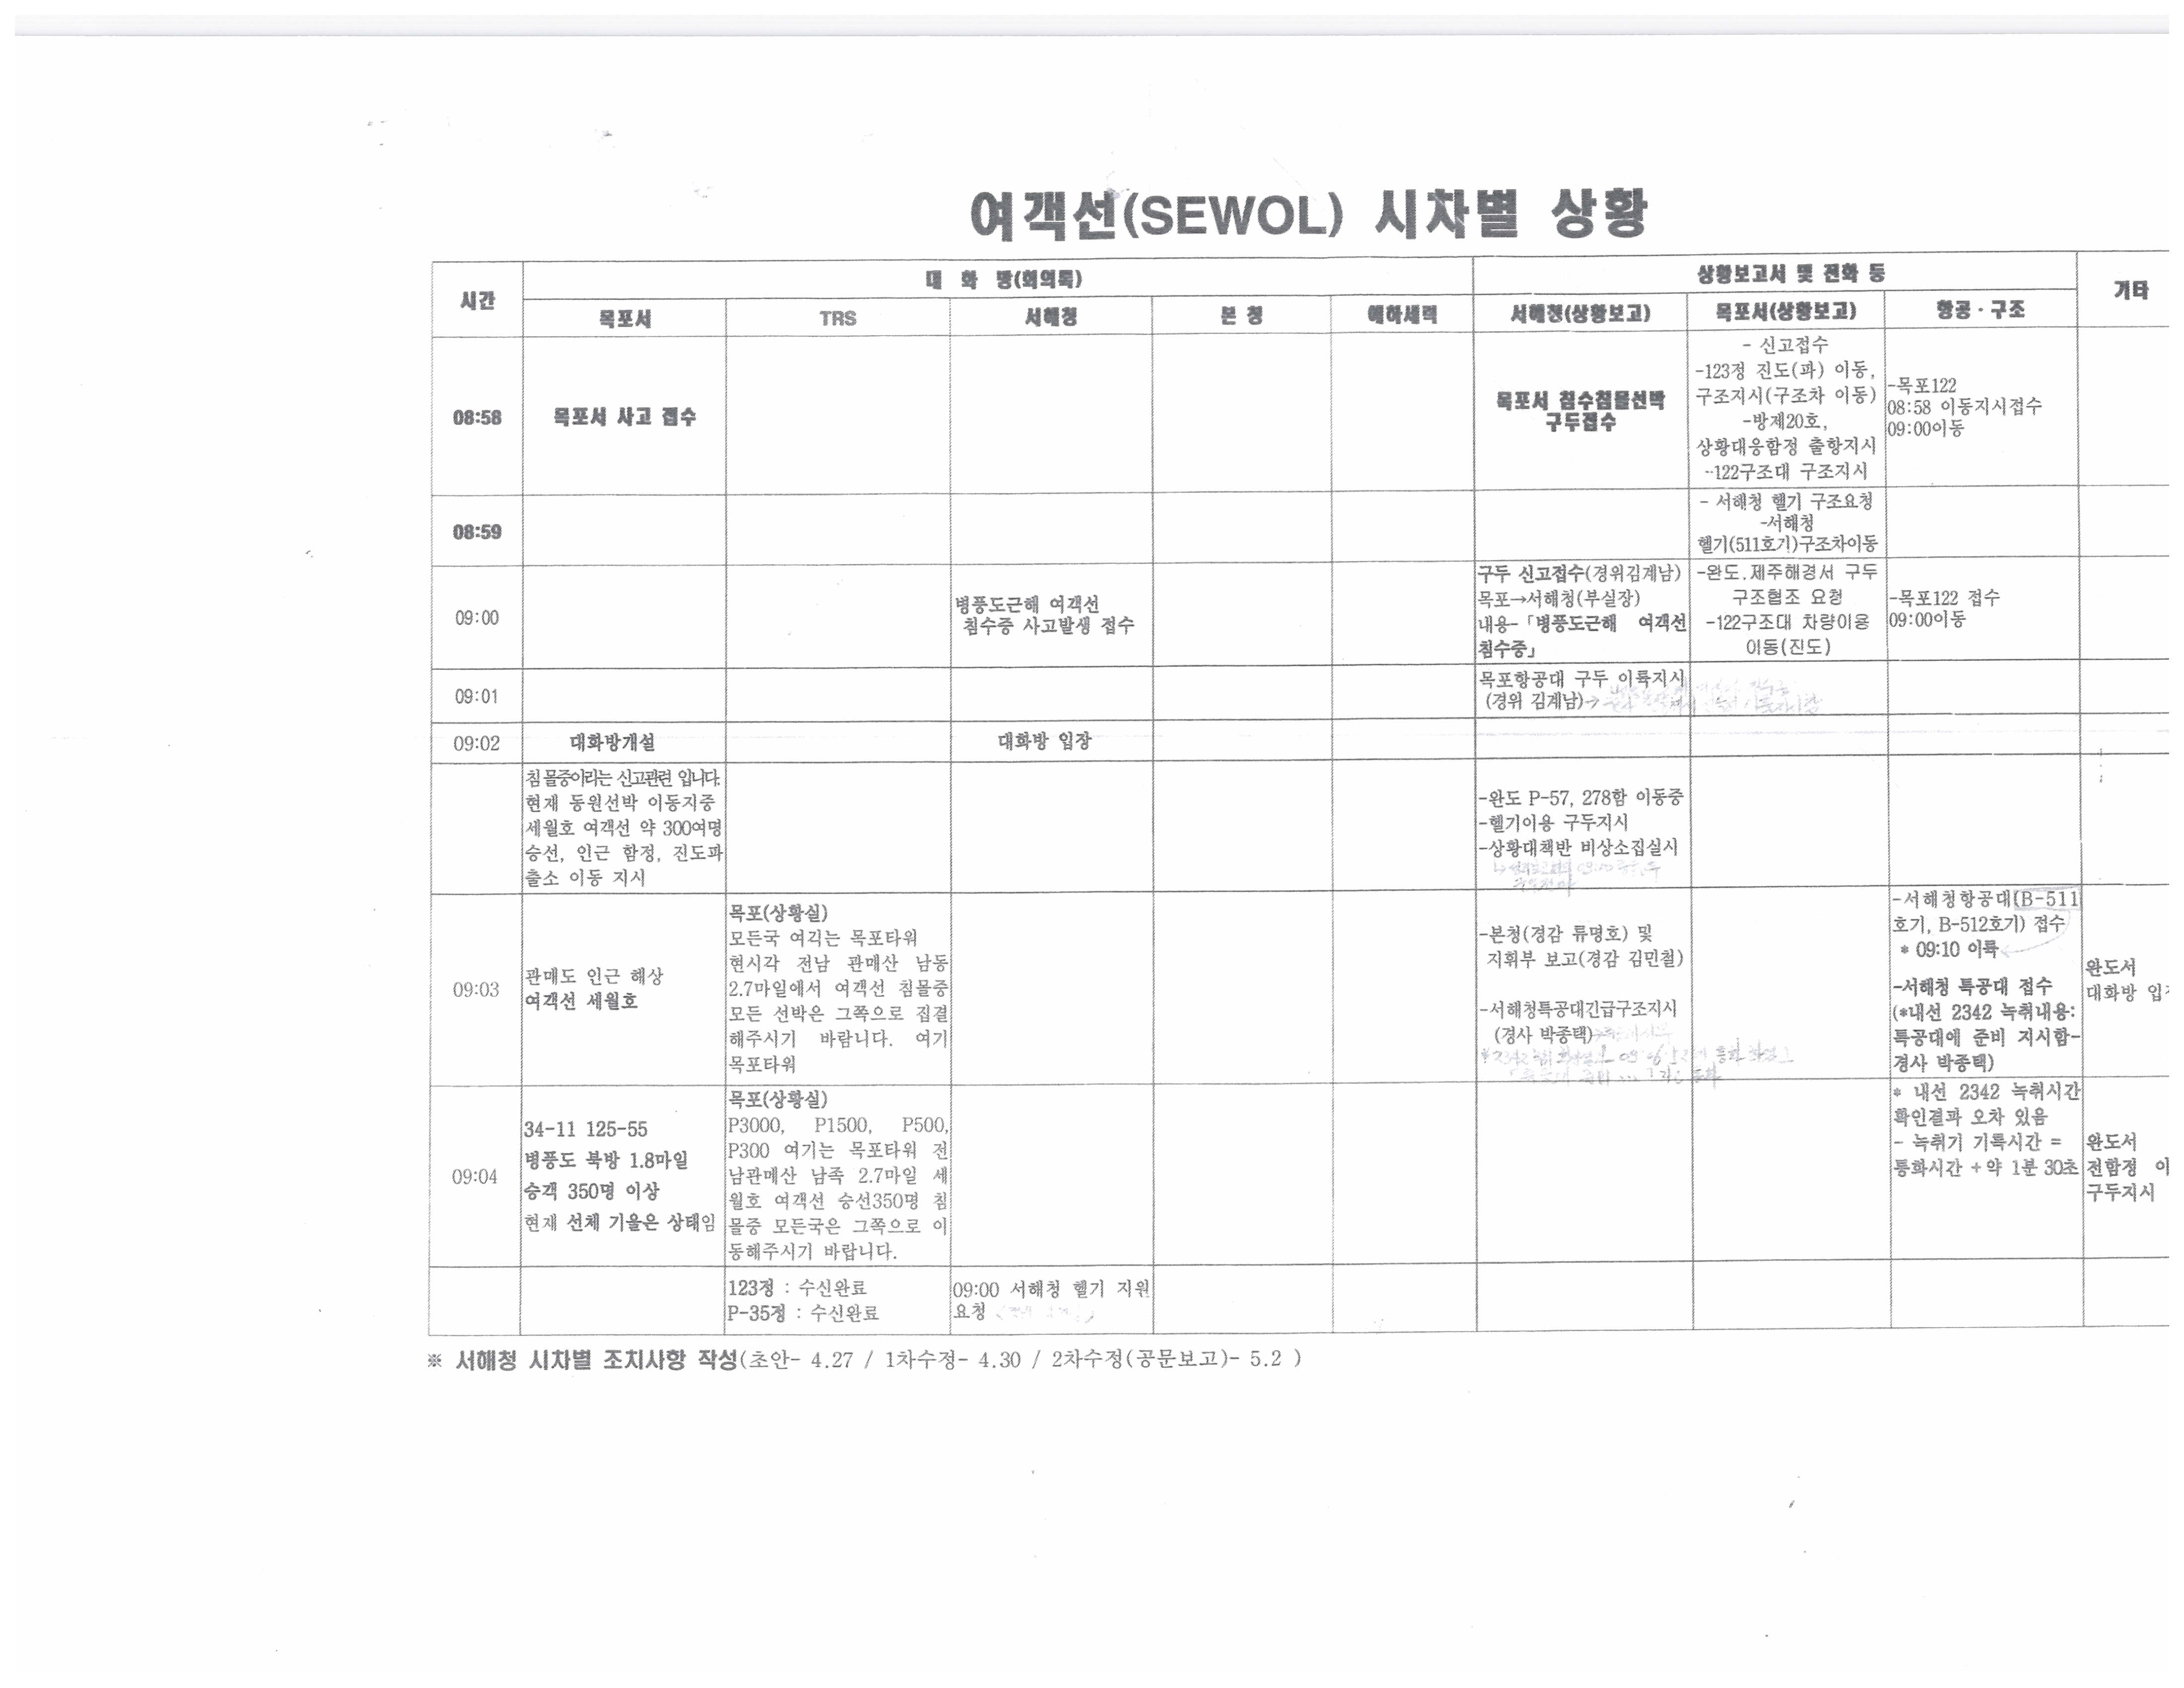 여객선(SEWOL) 시차별 상황
시간
대 화 방(회의록)
상황보고서 및 전화 등
기타
목포서
TRS
서해청
본 청
예하세력
서해청(상황보고)
목포서(상황보고)
항공·구조
08:58
목포서 사고 접수
목포서 침수침몰선박
구두접수
- 신고접수
-123정 진도(파) 이동,
구조지시(구조차 이동)
-방제20호,
상황대응함정 출항지시
-122구조대 구조지시
-목포122
08:58 이동지시접수
09:00이동
08:59
- 서해청 헬기 구조요청
-서해청
헬기(511호기)구조차이동
09:00
병풍도근해 여객선
침수중 사고발생 접수
구두 신고접수(경위김계남)
목포→서해청(부실장)
내용-「병풍도근해 여객선
침수중」
-완도.제주해경서 구두
구조협조 요청
-122구조대 차량이용
이동(진도)
-목포122 접수
09:00이동
09:01
목포항공대 구두 이륙지시
(경위 김계남)→
09:02
대화방개설
대화방 입장
침몰중이라는 신고관련 입니다.
현재 동원선박 이동지중
세월호 여객선 약 300여명
승선, 인근 함정, 진도파
출소 이동 지시
-완도 P-57, 278함 이동중
-헬기이용 구두지시
-상황대책반 비상소집실시
09:03
관매도 인근 해상
여객선 세월호
목포(상황실)
모든국 여긱는 목포타워
현시각 전남 관매산 남동
2.7마일에서 여객선 침몰중
모든 선박은 그쪽으로 집결
해주시기 바람니다. 여기
목포타워
-본청(경감 류명호) 및
지휘부 보고(경감 김민철)
-서해청특공대긴급구조지시
(경사 박종택)
-서해청항공대(B-511
호기, B-512호기) 접수
* 09:10 이륙
-서해청 특공대 접수
(*내선 2342 녹취내용:
특공대에 준비 지시함-
경사 박종택)
완도서
대화방 입
09:04
34-11 125-55
병풍도 북방 1.8마일
승객 350명 이상
현재 선체 기울은 상태임
목포(상황실)
P3000, P1500, P500,
P300 여기는 목포타워 전
남관메산 남족 2.7마일 세
월호 여객선 승선350명 침
몰중 모든국은 그쪽으로 이
동해주시기 바랍니다.
* 내선 2342 녹취시간
확인결과 오차 있음
- 녹취기 기록시간 =
통화시간 + 약 1분 30초
완도서
전함정 이
구두지시
123정 : 수신완료
P-35정 : 수신완료
09:00 서해청 헬기 지원
요청
※ 서해청 시차별 조치사항 작성(초안- 4.27 / 1차수정- 4.30 / 2차수정(공문보고)- 5.2 )